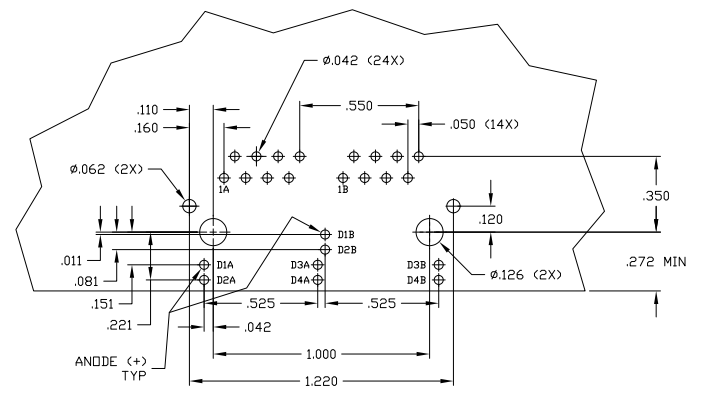 Ø.042 (24X)
.110
.550
.160
.050 (14X)
Ø.062 (2X)
1A
1B
.350
.120
D1B
D2B
.011
D1A
D3A
D3B
.272 MIN
.081
D2A
D4A
D4B
Ø.126 (2X)
.151
.525
.525
.221
.042
ANODE (+)
TYP
1.000
1.220